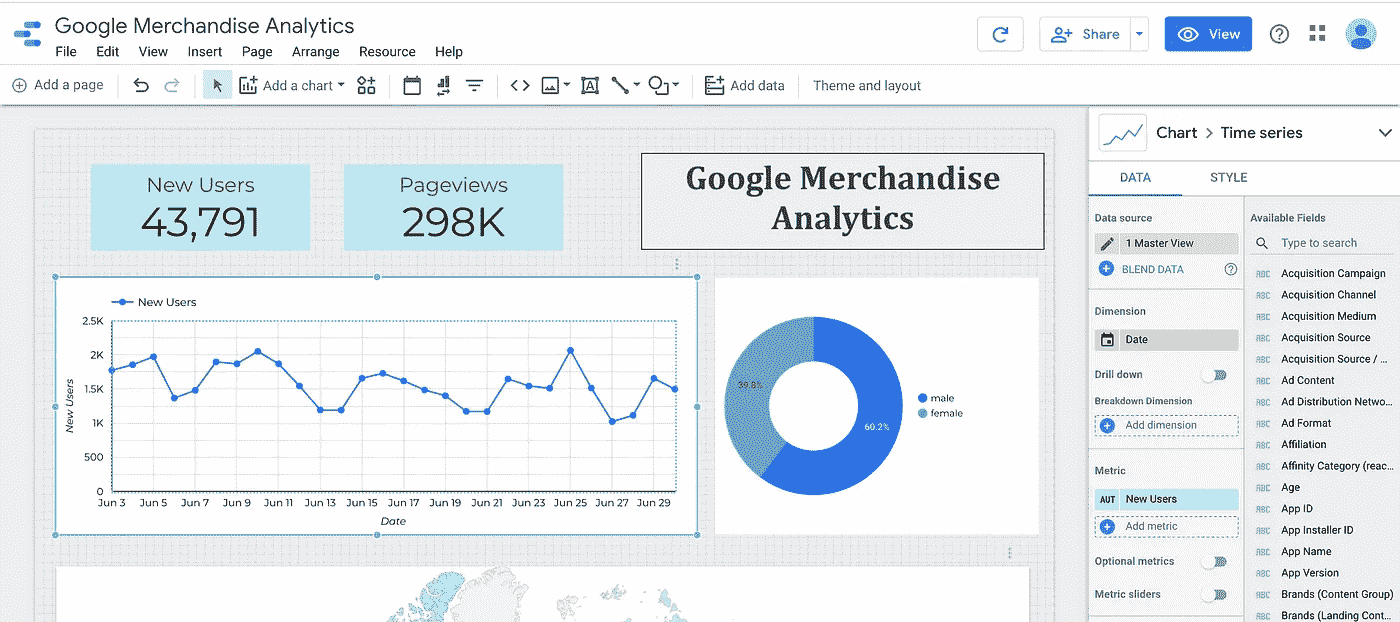 Google Merchandise Analytics
File Edit View Insert Page Arrange Resource Help
Share
View
Add a page
Add a chart
Add data
Theme and layout
New Users
43,791
Pageviews
298K
Google Merchandise
Analytics
New Users
2.5K
2K
1.5K
1K
500
0
New Users
Jun 3 Jun 5 Jun 7 Jun 9 Jun 11 Jun 13 Jun 15 Jun 17 Jun 19 Jun 21 Jun 23 Jun 25 Jun 27 Jun 29
Date
39.8%
60.2%
male
female
Chart > Time series
DATA STYLE
Data source
1 Master View
BLEND DATA
Dimension
Date
Drill down
Breakdown Dimension
Add dimension
Metric
AUT New Users
Add metric
Optional metrics
Metric sliders
Available Fields
Type to search
ABC Acquisition Campaign
ABC Acquisition Channel
ABC Acquisition Medium
ABC Acquisition Source
ABC Acquisition Source / ...
ABC Ad Content
ABC Ad Distribution Netwo...
ABC Ad Format
ABC Affiliation
ABC Affinity Category (reac...
ABC Age
ABC App ID
ABC App Installer ID
ABC App Name
ABC App Version
ABC Brands (Content Group)
ABC Brands (Landing Cont...